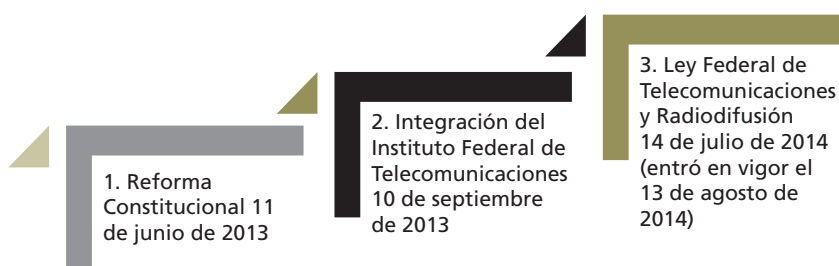 1. Reforma
Constitucional 11
de junio de 2013
2. Integración del
Instituto Federal de
Telecomunicaciones
10 de septiembre
de 2013
3. Ley Federal de
Telecomunicaciones
y Radiodifusión
14 de julio de 2014
(entró en vigor el
13 de agosto de
2014)